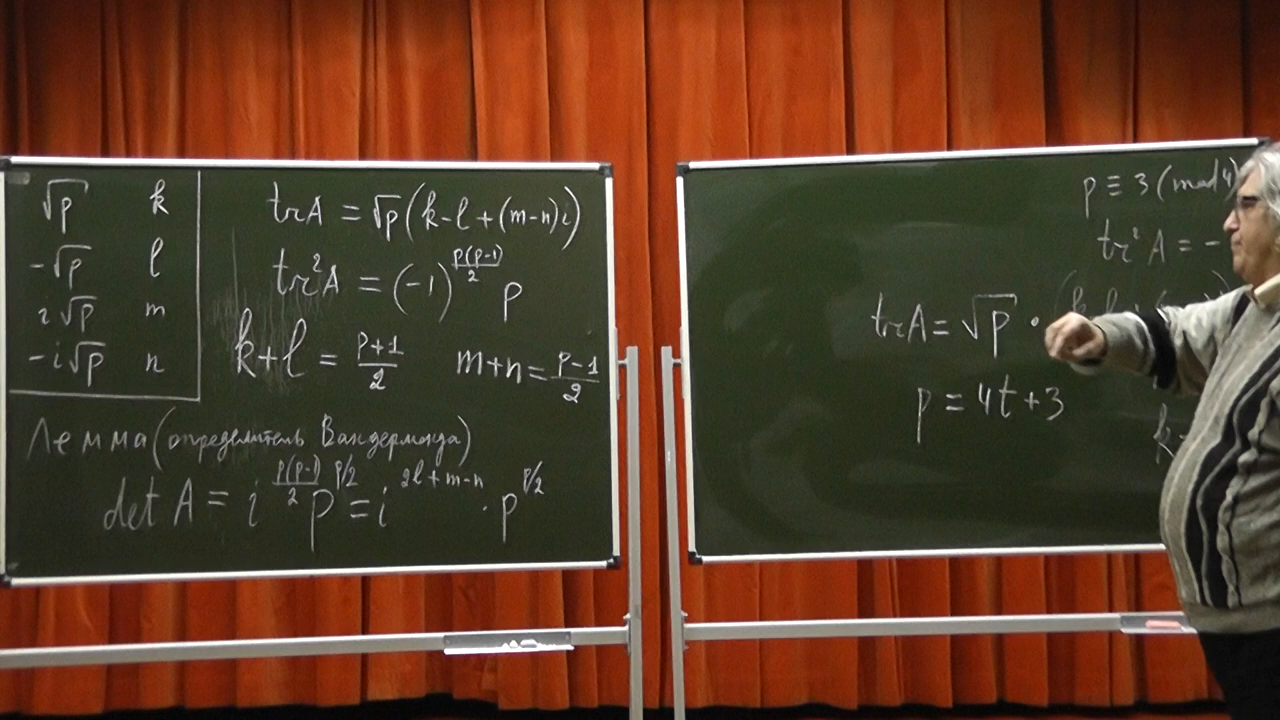 √p k
-√p l
i√p m
-i√p n
trA = √p(k-l+(m-n)i)
tr²A = (-1)^{p(p-1)/2} p
k+l = (p+1)/2 m+n = (p-1)/2
Лемма (определитель Вандермонда)
det A = i^{p(p-1)/2} p^{p/2} = i^{2l+m-n} · p^{p/2}
p ≡ 3 (mod 4)
tr²A = -
trA = √p ·
p = 4t+3
k-